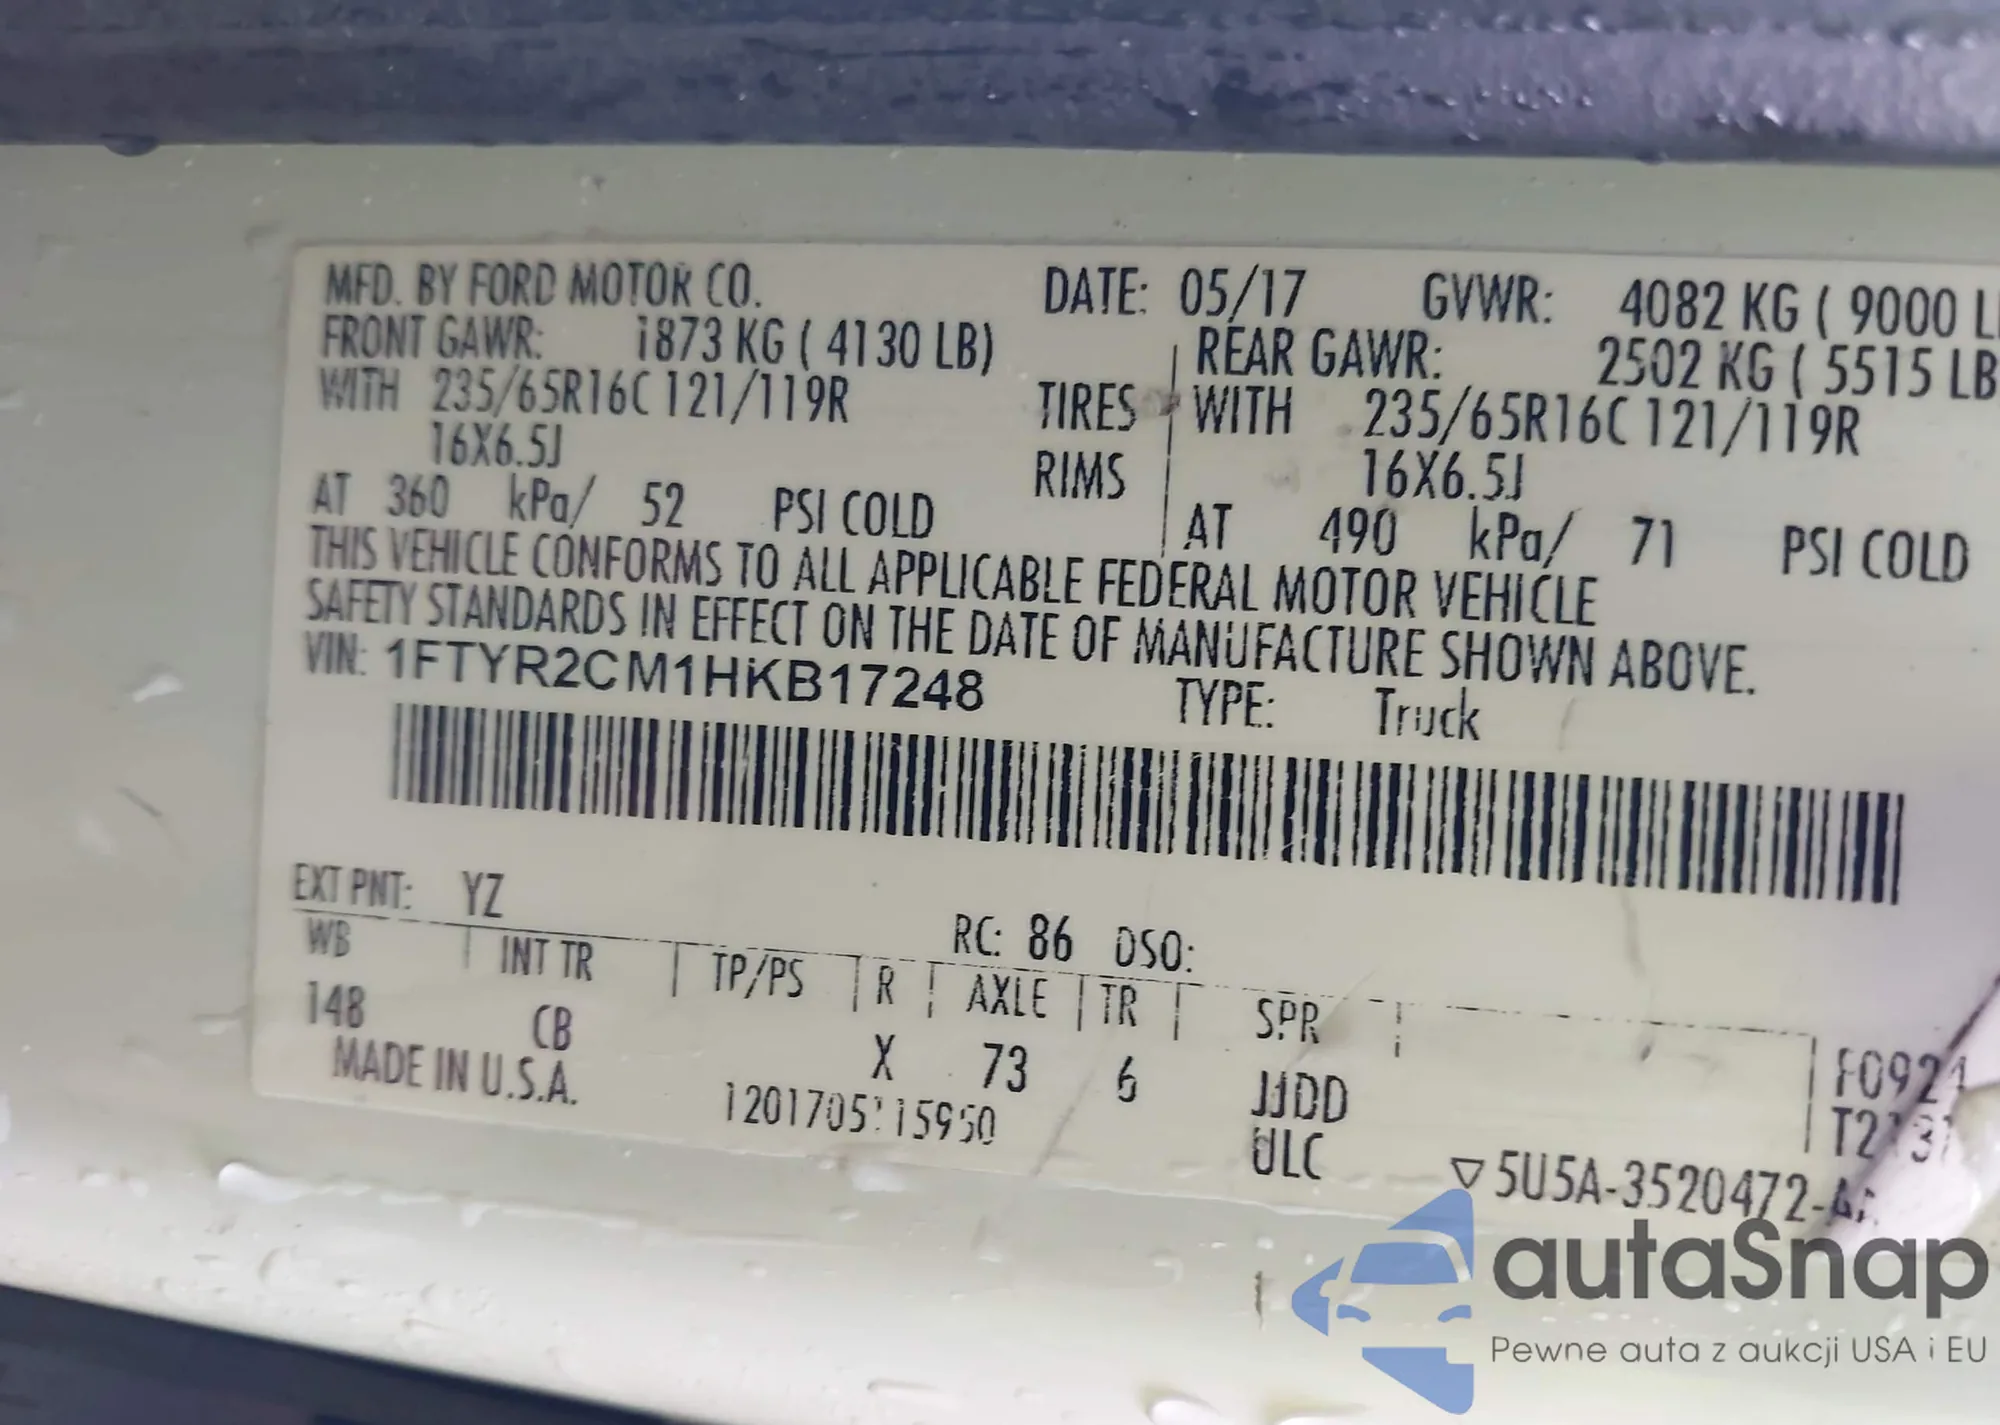 MFD. BY FORD MOTOR CO. DATE: 05/17 GVWR: 4082 KG ( 9000 L
FRONT GAWR: 1873 KG ( 4130 LB) REAR GAWR: 2502 KG ( 5515 LB
WITH 235/65R16C 121/119R TIRES WITH 235/65R16C 121/119R
16X6.5J RIMS 16X6.5J
AT 360 kPa/ 52 PSI COLD AT 490 kPa/ 71 PSI COLD
THIS VEHICLE CONFORMS TO ALL APPLICABLE FEDERAL MOTOR VEHICLE
SAFETY STANDARDS IN EFFECT ON THE DATE OF MANUFACTURE SHOWN ABOVE.
VIN: 1FTYR2CM1HKB17248 TYPE: Truck
EXT PNT: YZ RC: 86 DSO:
WB INT TR TP/PS R AXLE TR SPR
148 CB X 73 6 JJDD
MADE IN U.S.A. ULC
5U5A-3520472-
autaSnap
Pewne auta z aukcji USA i EU